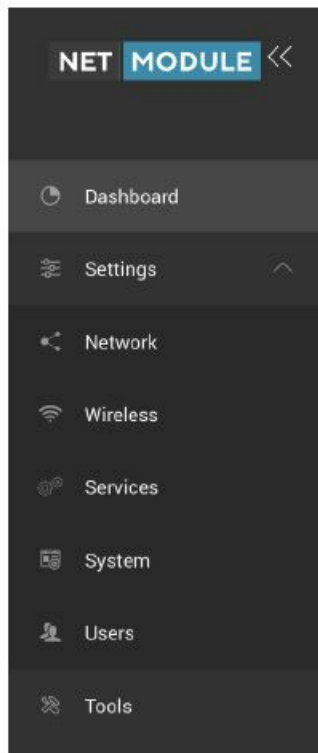 NET MODULE
Dashboard
Settings
Network
Wireless
Services
System
Users
Tools